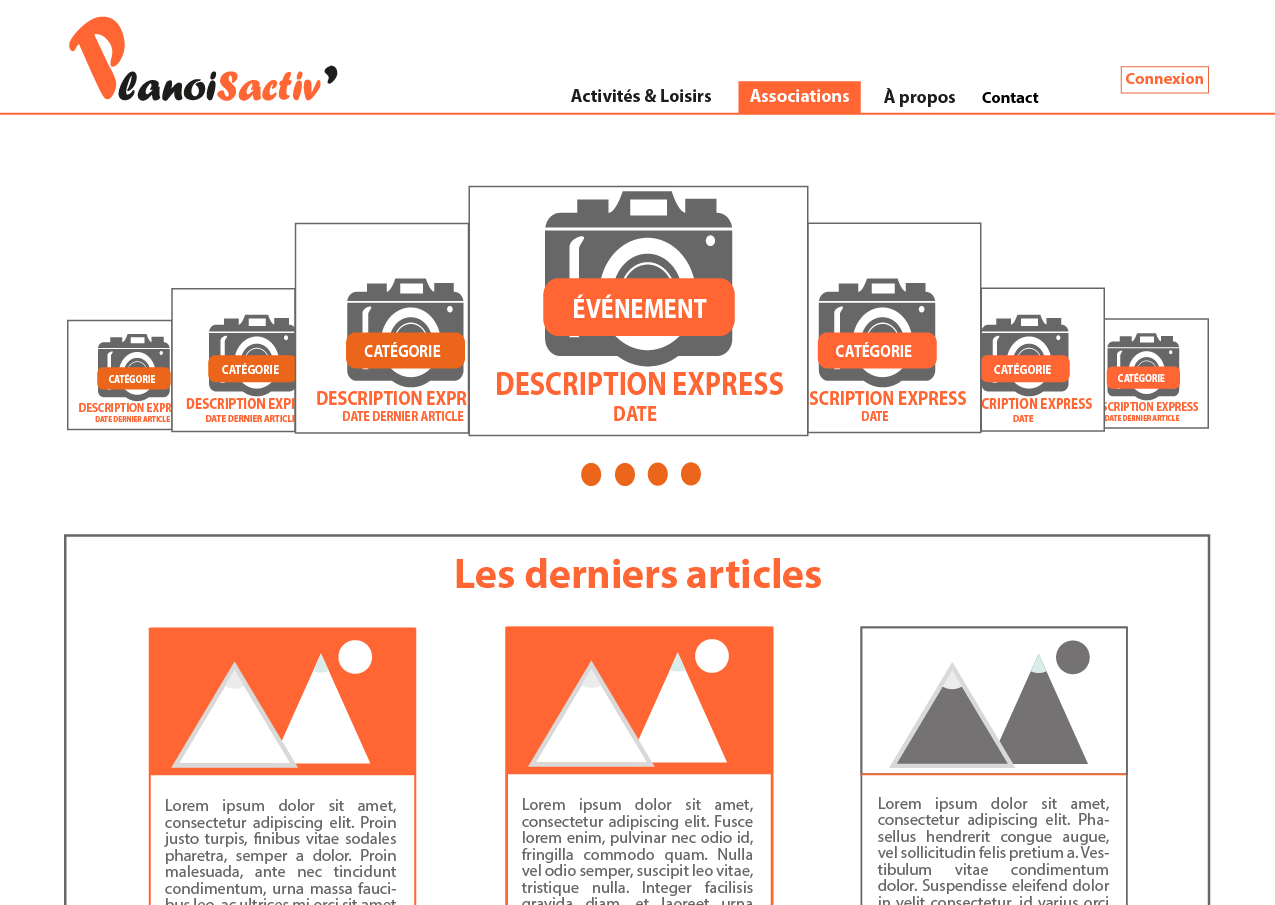 PlanoiSactiv'
Activités & Loisirs
Associations
À propos
Contact
Connexion
CATÉGORIE
DESCRIPTION EXPR
DATE DERNIER ARTICLE
CATÉGORIE
DESCRIPTION EXPR
DATE DERNIER ARTICL
CATÉGORIE
DESCRIPTION EXPR
DATE DERNIER ARTICLE
ÉVÉNEMENT
DESCRIPTION EXPRESS
DATE
CATÉGORIE
SCRIPTION EXPRESS
DATE
CATÉGORIE
CRIPTION EXPRESS
DATE
CATÉGORIE
SCRIPTION EXPRESS
DATE DERNIER ARTICLE
Les derniers articles
Lorem ipsum dolor sit amet,
consectetur adipiscing elit. Proin
justo turpis, finibus vitae sodales
pharetra, semper a dolor. Proin
malesuada, ante nec tincidunt
condimentum, urna massa fauci-
bus leo, ac ultrices mi orci sit amet
Lorem ipsum dolor sit amet,
consectetur adipiscing elit. Fusce
lorem enim, pulvinar nec odio id,
fringilla commodo quam. Nulla
vel odio semper, suscipit leo vitae,
tristique nulla. Integer facilisis
gravida diam, et laoreet urna
Lorem ipsum dolor sit amet,
consectetur adipiscing elit. Pha-
sellus hendrerit congue augue,
vel sollicitudin felis pretium a. Ves-
tibulum vitae condimentum
dolor. Suspendisse eleifend dolor
in velit consectetur, id varius orci